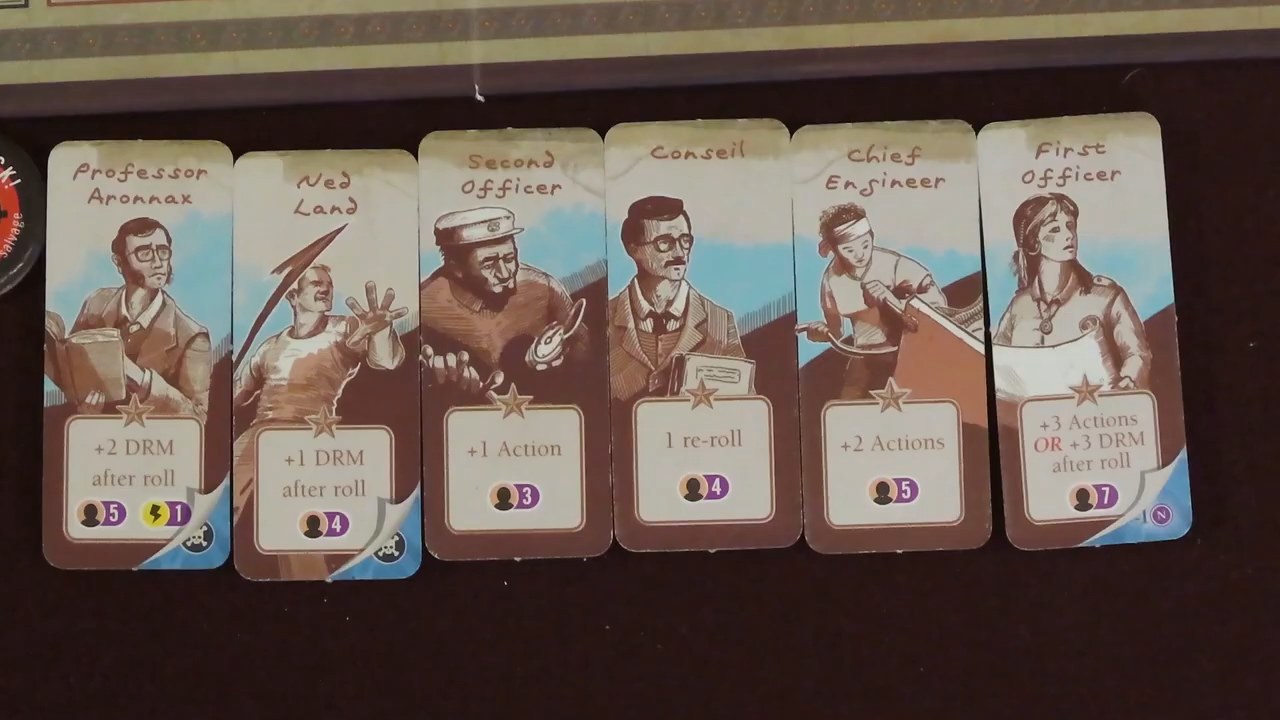 Professor
Aronnax
+2 DRM
after roll
5 1
Ned
Land
+1 DRM
after roll
4
Second
Officer
+1 Action
3
Conseil
1 re-roll
4
Chief
Engineer
+2 Actions
5
First
Officer
+3 Actions
OR +3 DRM
after roll
7
-1 N
Salvage